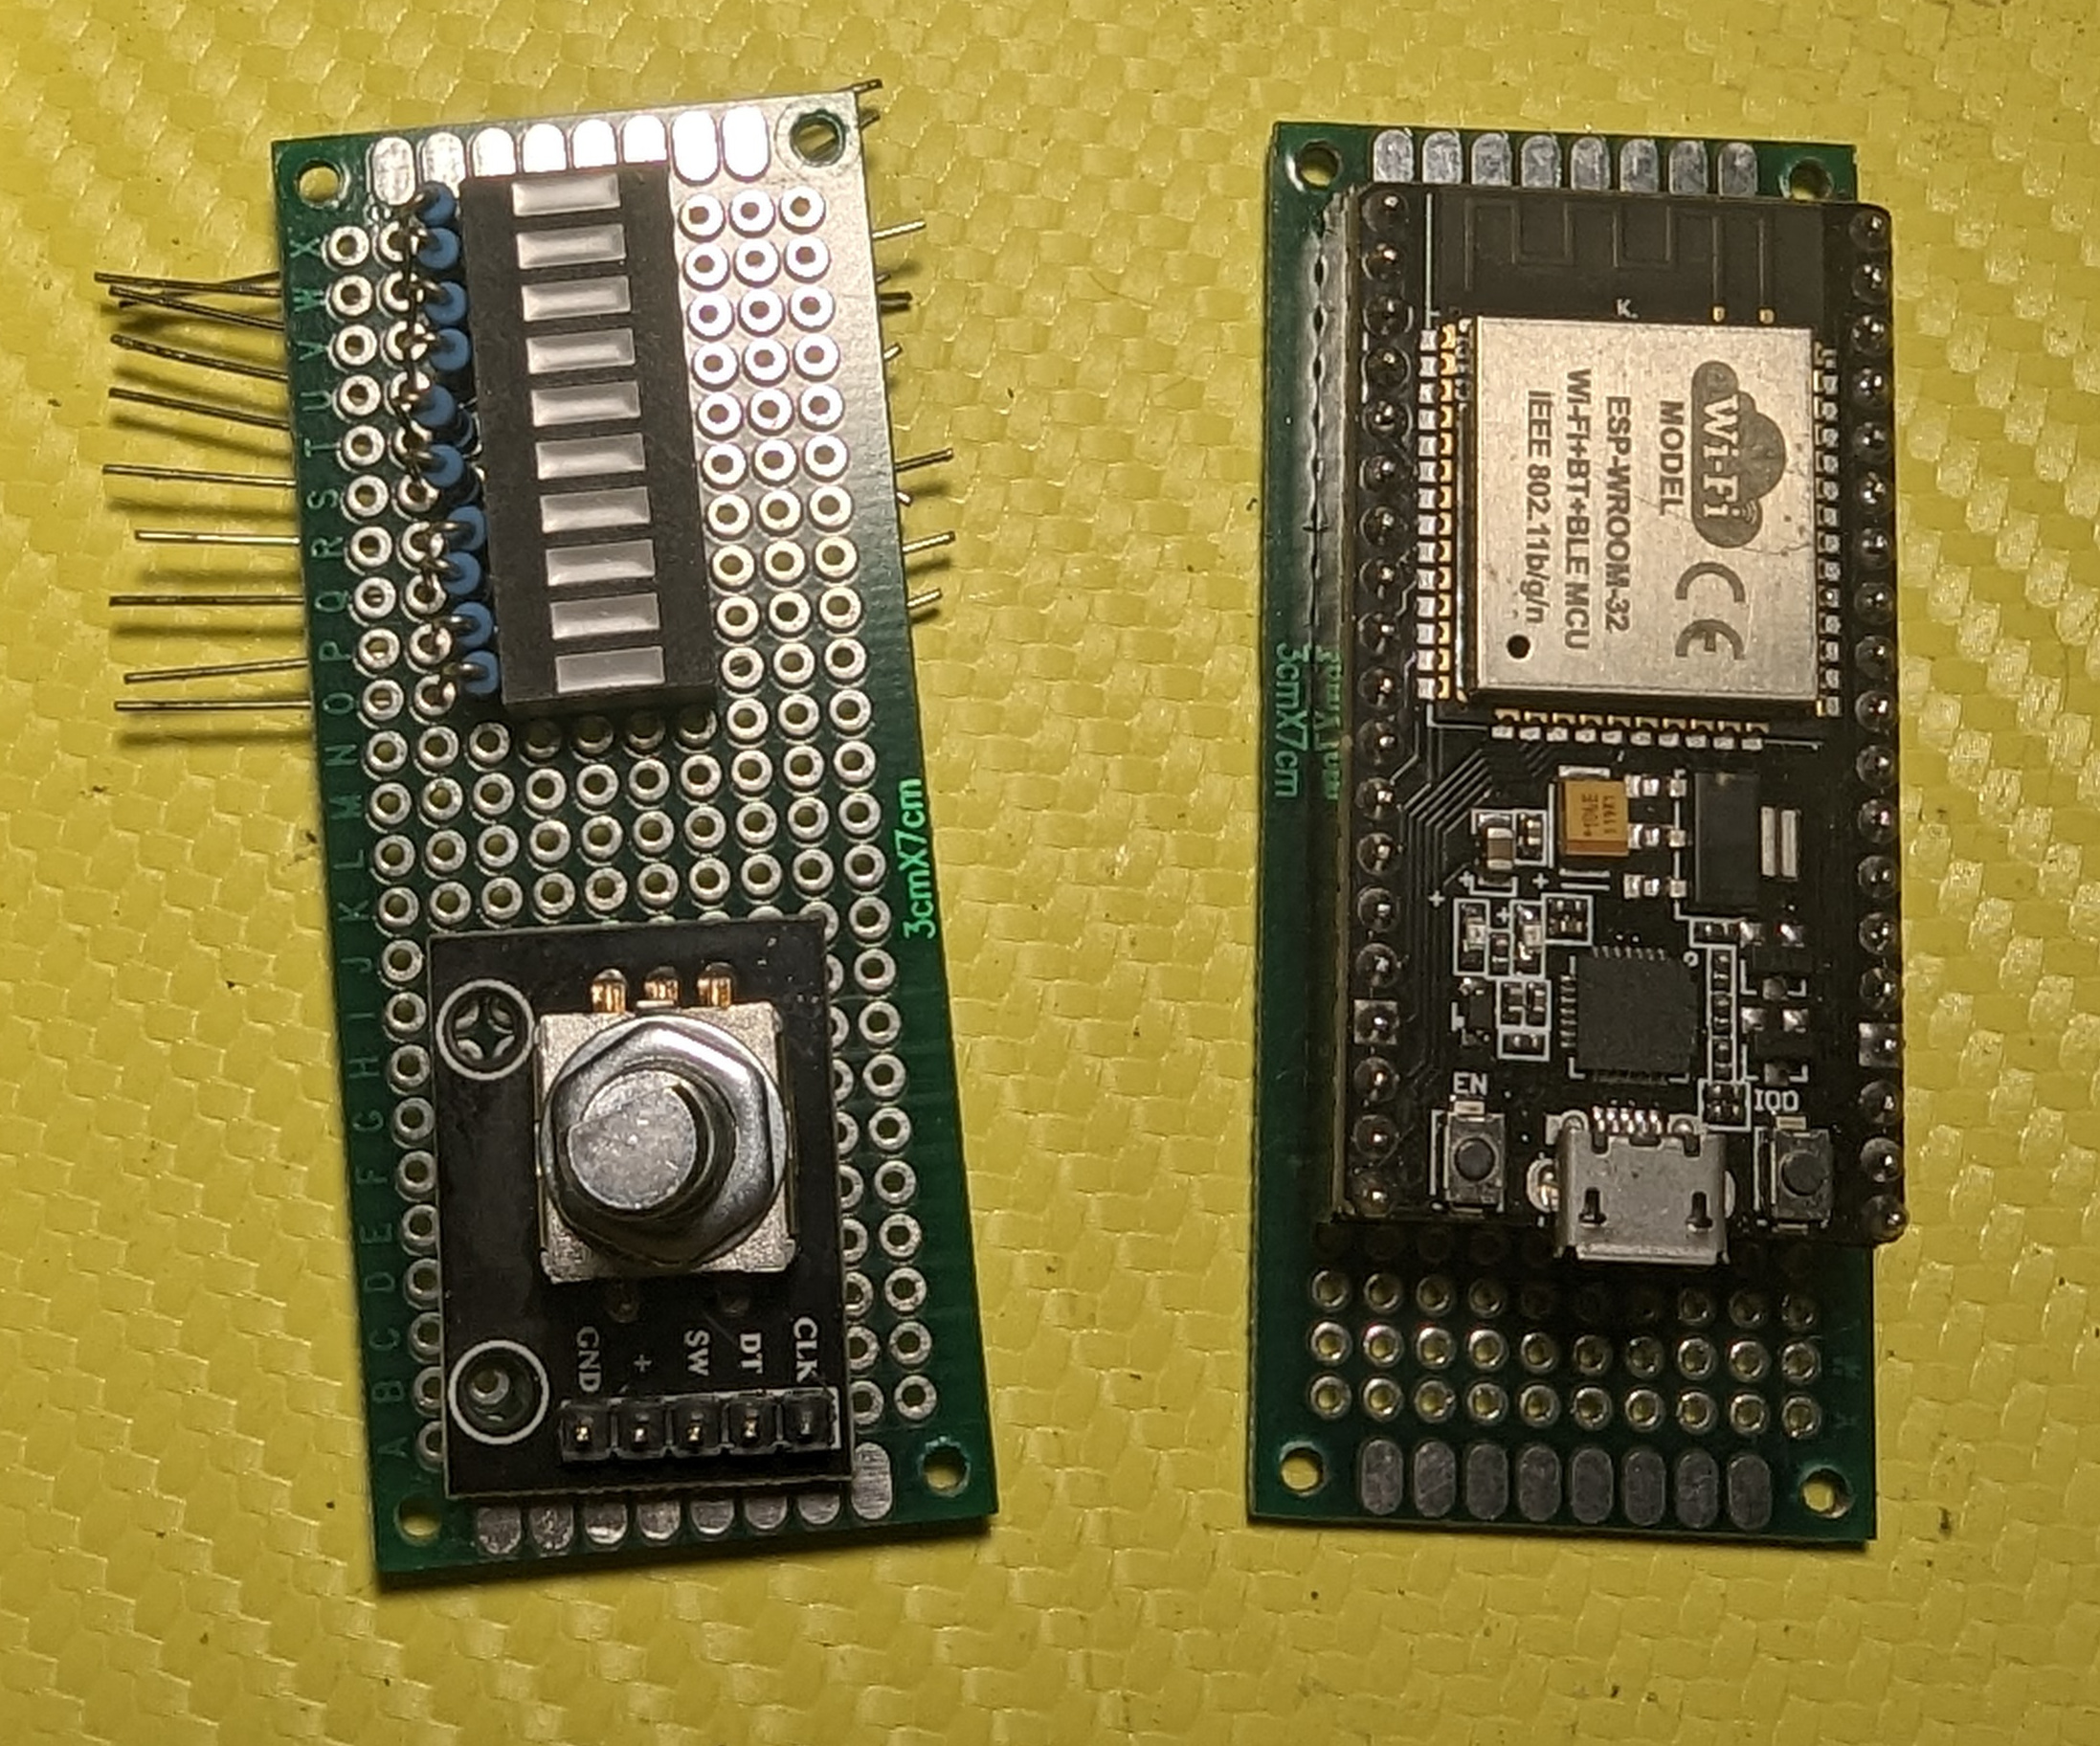 X
W
V
U
T
S
R
Q
P
O
N
M
L
K
J
I
H
G
F
E
D
C
B
A
3cmX7cm
GND
+
SW
DT
CLK
3cmX7cm
Wi-Fi
MODEL
CE
ESP-WROOM-32
WI-FI+BT+BLE MCU
IEEE 802.11b/g/n
EN
IO0